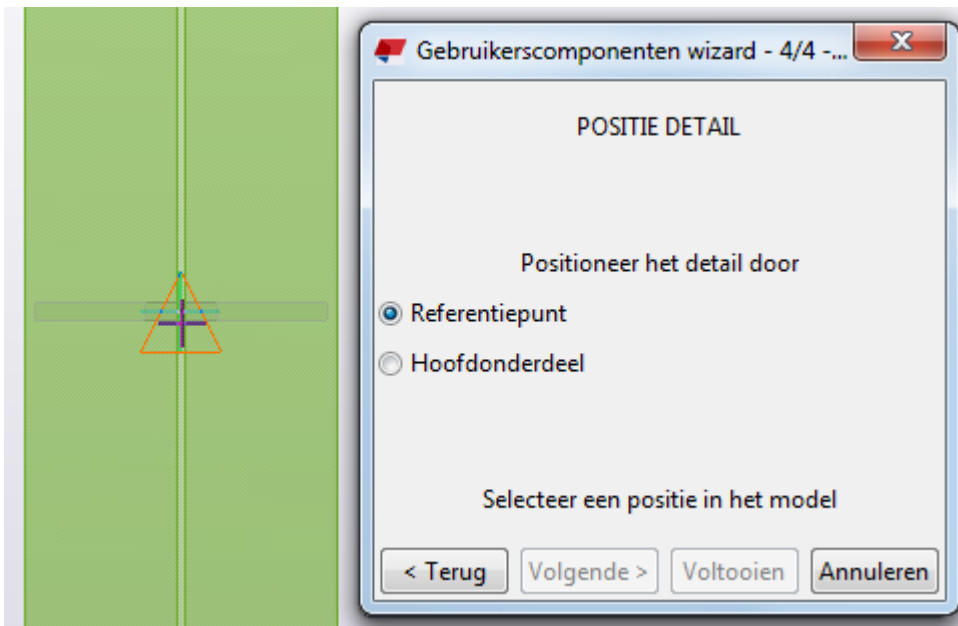 Gebruikerscomponenten wizard - 4/4 -...
POSITIE DETAIL
Positioneer het detail door
Referentiepunt
Hoofdonderdeel
Selecteer een positie in het model
< Terug Volgende > Voltooien Annuleren